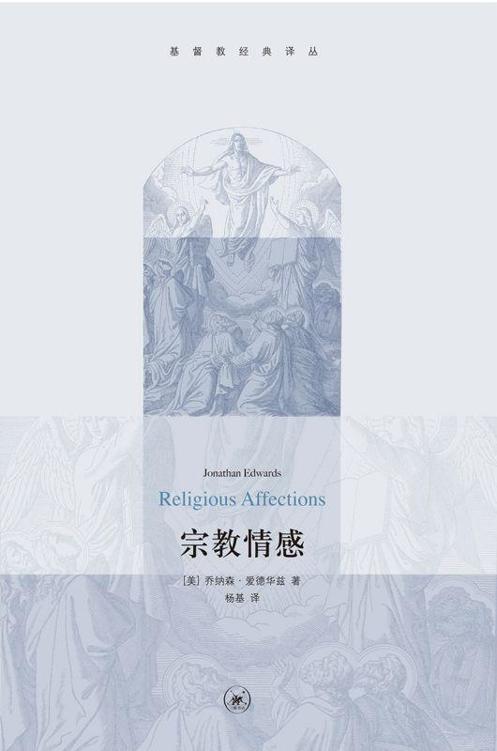 基督教经典译丛
Jonathan Edwards
Religious Affections
宗教情感
[美] 乔纳森·爱德华兹 著
杨基 译